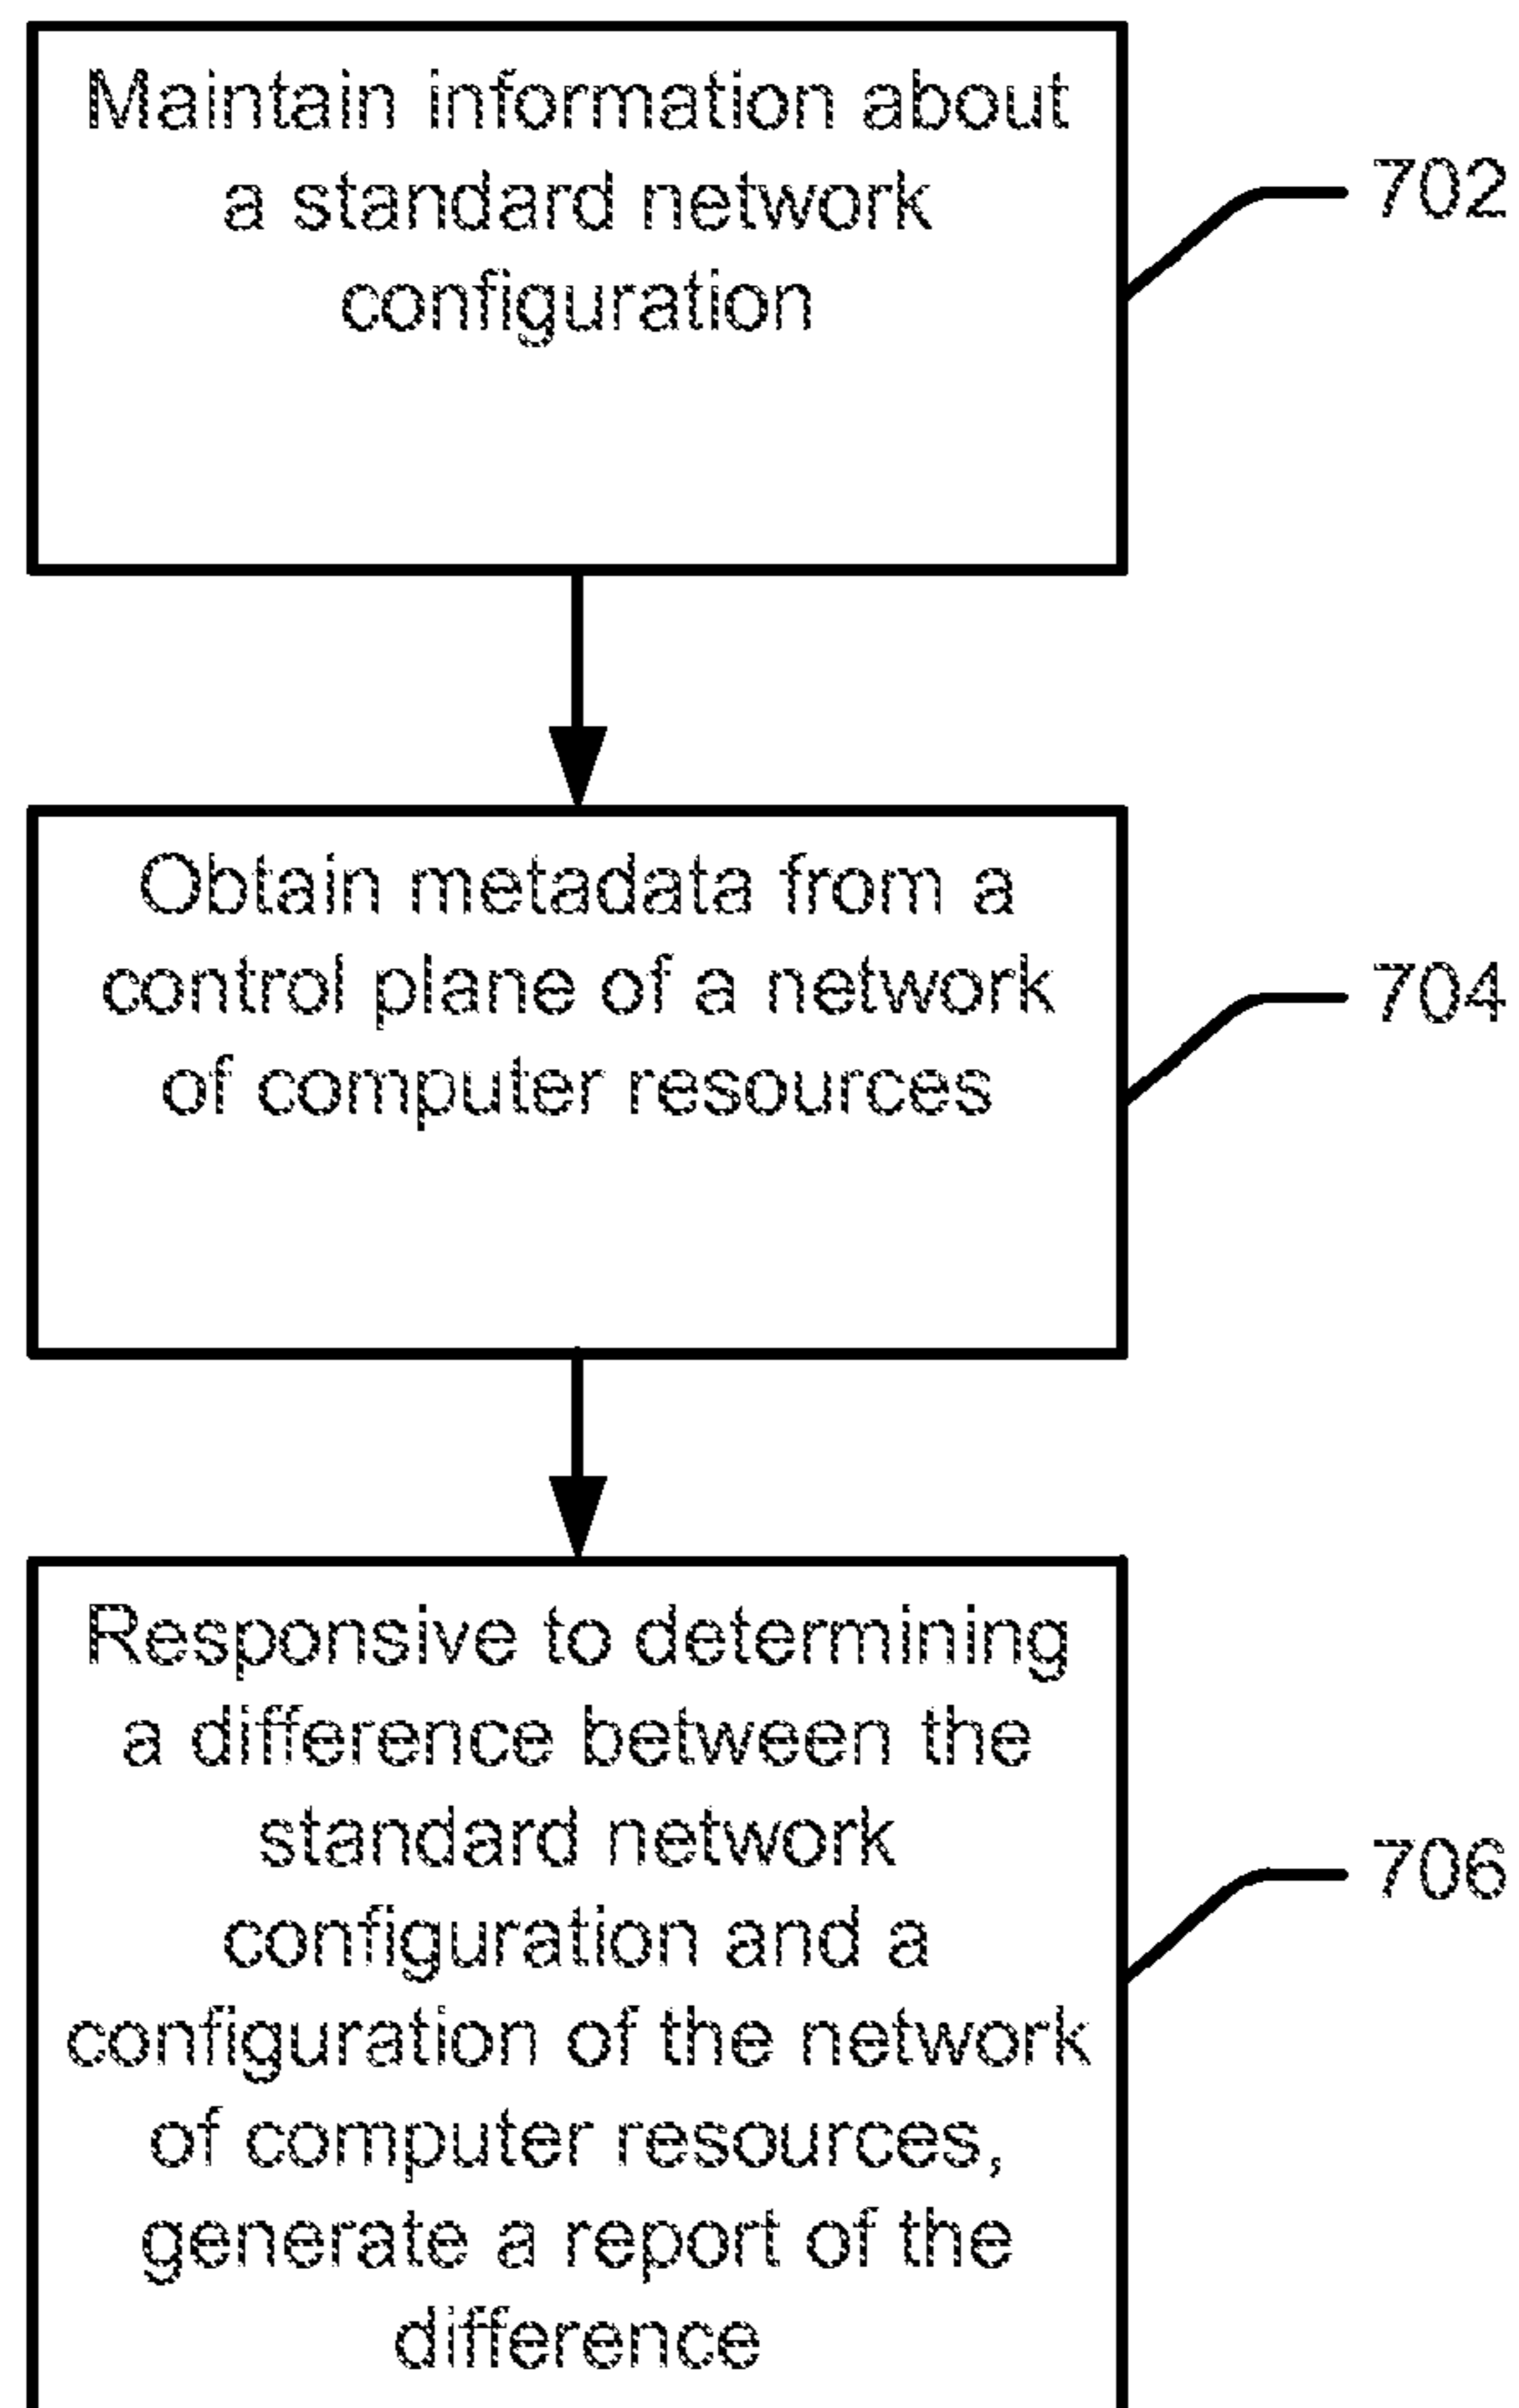 Maintain information about
a standard network
configuration
702
Obtain metadata from a
control plane of a network
of computer resources
704
Responsive to determining
a difference between the
standard network
configuration and a
configuration of the network
of computer resources,
generate a report of the
difference
706